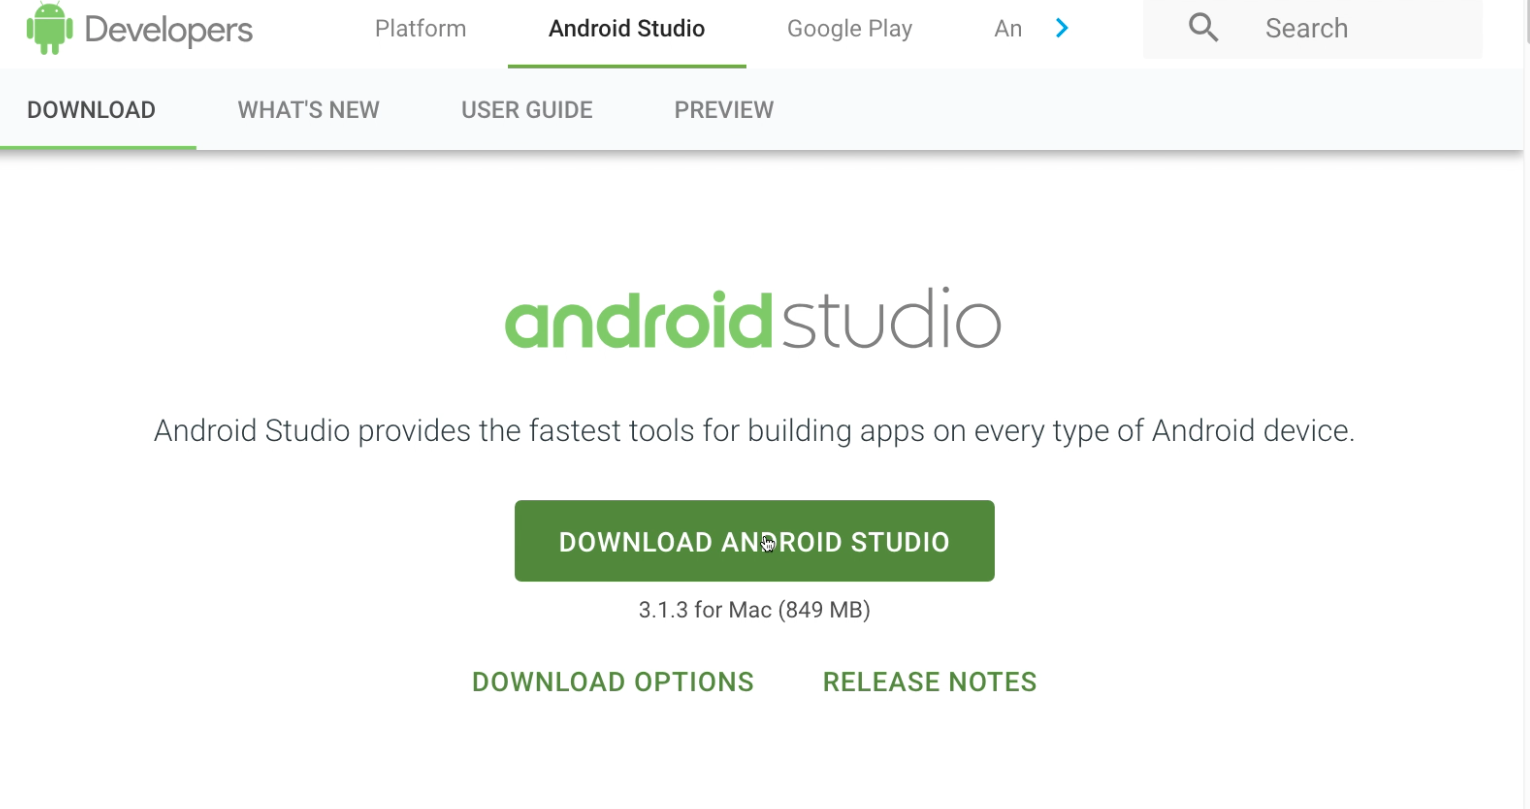 Developers Platform Android Studio Google Play An Search
DOWNLOAD WHAT'S NEW USER GUIDE PREVIEW
androidstudio
Android Studio provides the fastest tools for building apps on every type of Android device.
DOWNLOAD ANDROID STUDIO
3.1.3 for Mac (849 MB)
DOWNLOAD OPTIONS RELEASE NOTES